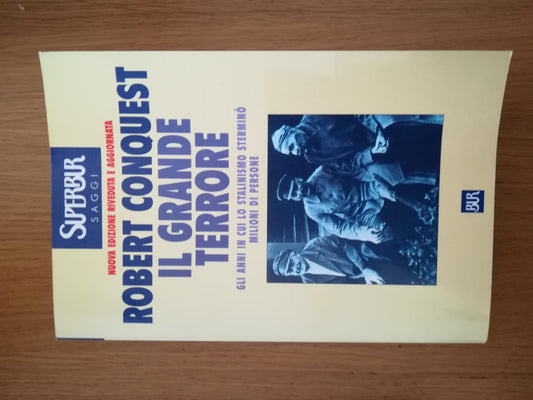 SUPERBUR
SAGGI
NUOVA EDIZIONE RIVEDUTA E AGGIORNATA
ROBERT CONQUEST
IL GRANDE
TERRORE
GLI ANNI IN CUI LO STALINISMO STERMINÒ
MILIONI DI PERSONE
BUR